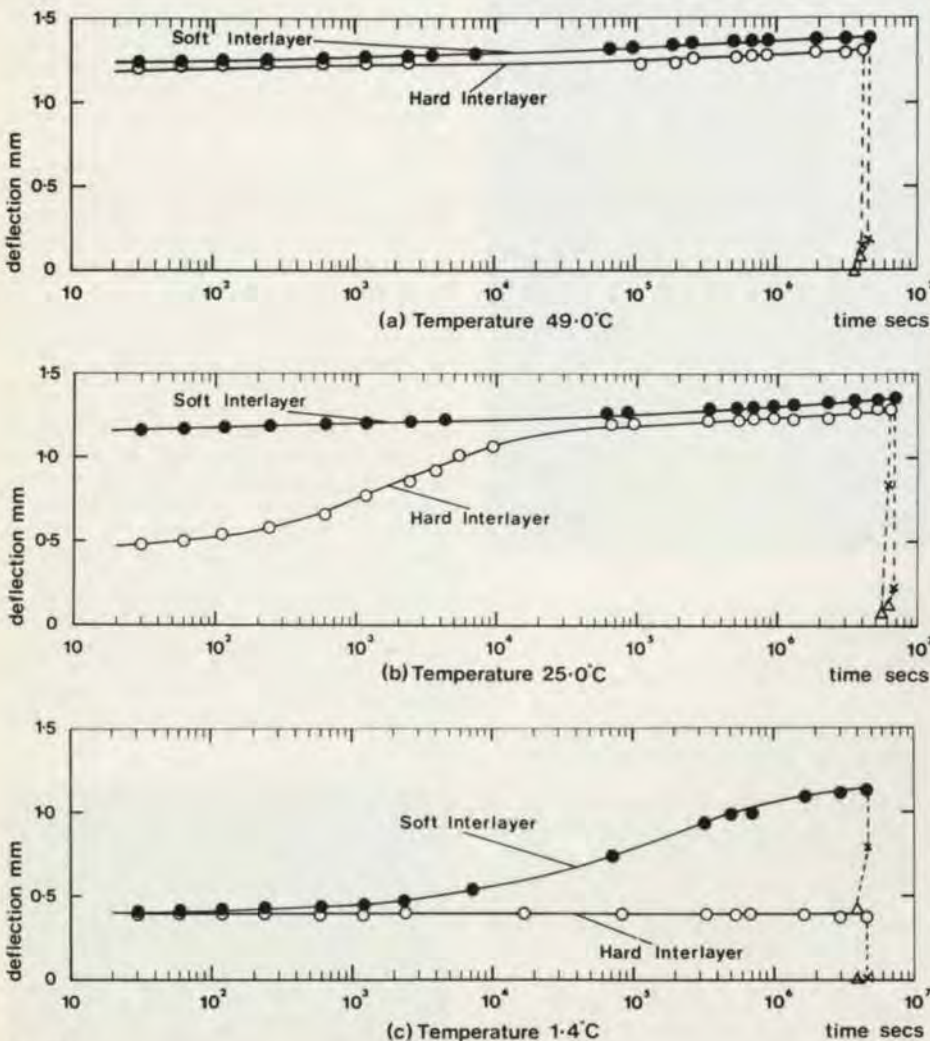 1·5
Soft Interlayer
1·0
Hard Interlayer
deflection mm
0·5
0
10 10² 10³ 10⁴ 10⁵ 10⁶ 10⁷
(a) Temperature 49·0°C time secs
1·5
Soft Interlayer
1·0
Hard Interlayer
deflection mm
0·5
0
10 10² 10³ 10⁴ 10⁵ 10⁶ 10⁷
(b) Temperature 25·0°C time secs
1·5
1·0
Soft Interlayer
deflection mm
0·5
Hard Interlayer
0
10 10² 10³ 10⁴ 10⁵ 10⁶ 10⁷
(c) Temperature 1·4°C time secs